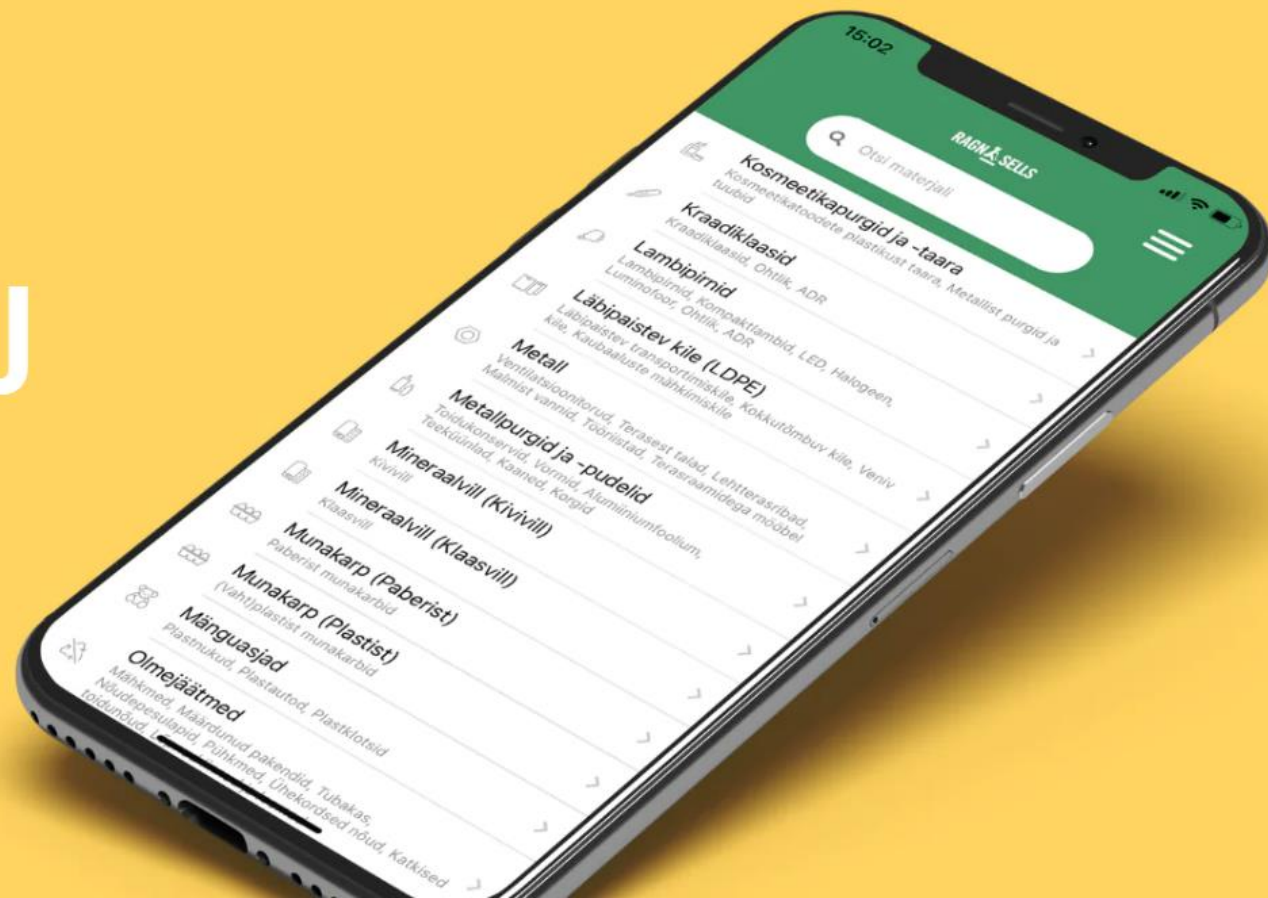 U
15:02
RAGN SELLS
Otsi materjali
Kosmeetikapurgid ja -taara
Kosmeetikatoodete plastikust taara, Metallist purgid ja
tuubid
Kraadiklaasid
Kraadiklaasid, Ohtlik, ADR
Lambipirnid
Lambipirnid, Kompaktlambid, LED, Halogeen,
Luminofoor, Ohtlik, ADR
Läbipaistev kile (LDPE)
Läbipaistev transportimiskile, Kokkutõmbuv kile, Veniv
kile, Kaubaaluste mähkimiskile
Metall
Ventilatsioonitorud, Terasest talad, Lehtterasribad,
Malmist vannid, Tööriistad, Terasraamidega mööbel
Metallpurgid ja -pudelid
Toidukonservid, Vormid, Alumiiniumfoolium,
Teeküünlad, Kaaned, Korgid
Mineraalvill (Kivivill)
Kivivill
Mineraalvill (Klaasvill)
Klaasvill
Munakarp (Paberist)
Paberist munakarbid
Munakarp (Plastist)
(Vaht)plastist munakarbid
Mänguasjad
Plastnukud, Plastautod, Plastklotsid
Olmejäätmed
Mähkmed, Määrdunud pakendid, Tubakas,
Nõudepesulapid, Pühkmed, Ühekordsed nõud, Katkised
toidunõud,